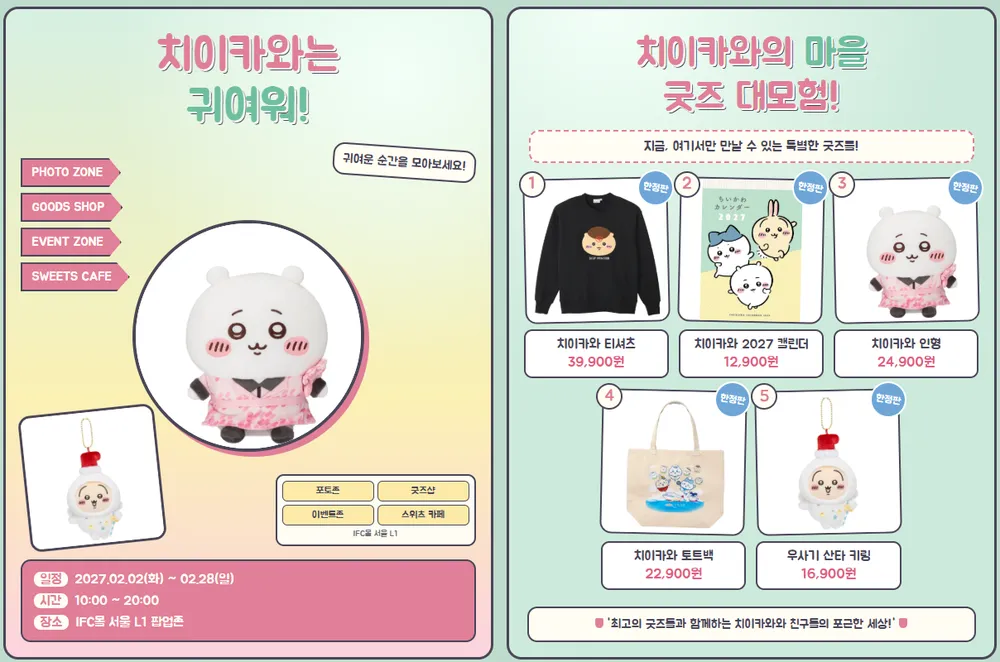 치이카와는
귀여워!
귀여운 순간을 모아보세요!
PHOTO ZONE
GOODS SHOP
EVENT ZONE
SWEETS CAFE
포토존
굿즈샵
이벤트존
스위츠 카페
IFC몰 서울 L1
일정 2027.02.02(화) ~ 02.28(일)
시간 10:00 ~ 20:00
장소 IFC몰 서울 L1 팝업존
치이카와의 마을
굿즈 대모험!
지금, 여기서만 만날 수 있는 특별한 굿즈들!
1
한정판
치이카와 티셔츠
39,900원
2
한정판
ちいかわ
カレンダー
2027
치이카와 2027 캘린더
12,900원
3
한정판
치이카와 인형
24,900원
4
한정판
치이카와 토트백
22,900원
5
한정판
우사기 산타 키링
16,900원
'최고의 굿즈들과 함께하는 치이카와와 친구들의 포근한 세상!'